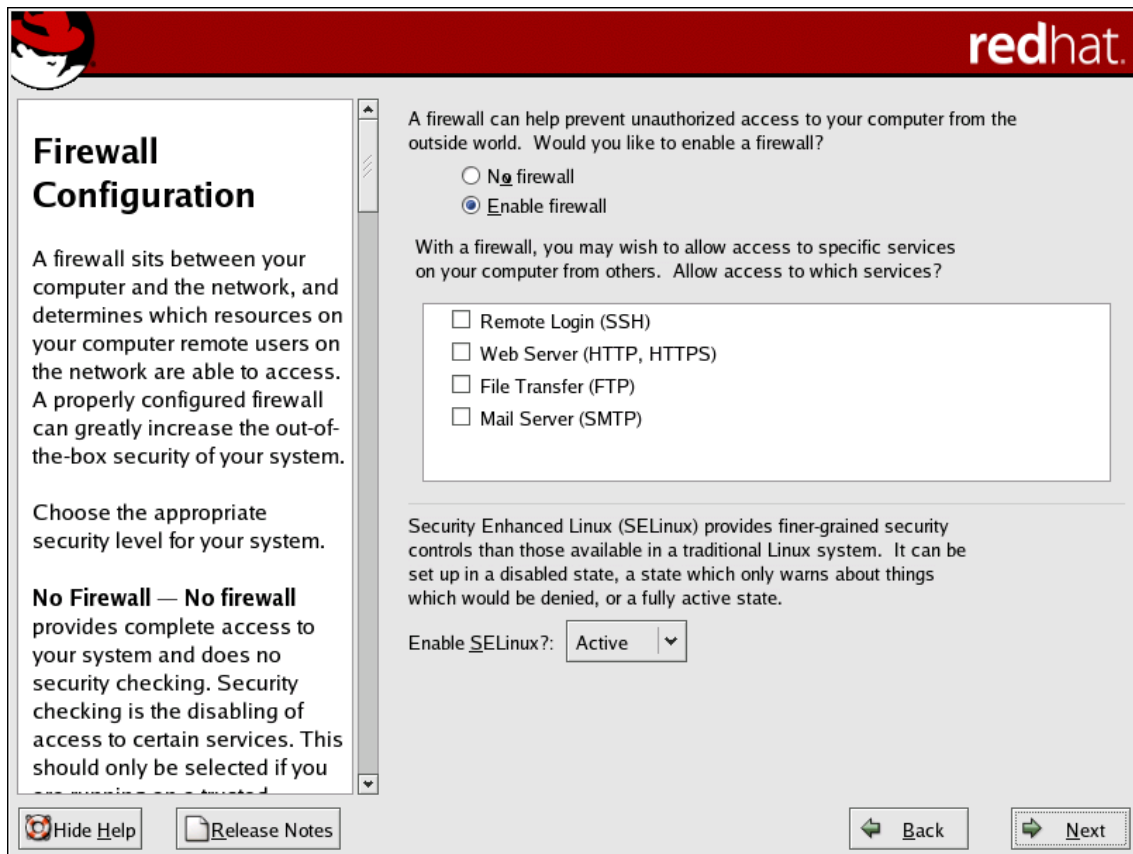 redhat.
Firewall
Configuration
A firewall sits between your
computer and the network, and
determines which resources on
your computer remote users on
the network are able to access.
A properly configured firewall
can greatly increase the out-of-
the-box security of your system.
Choose the appropriate
security level for your system.
No Firewall — No firewall
provides complete access to
your system and does no
security checking. Security
checking is the disabling of
access to certain services. This
should only be selected if you
are running on a trusted
A firewall can help prevent unauthorized access to your computer from the
outside world. Would you like to enable a firewall?
No firewall
Enable firewall
With a firewall, you may wish to allow access to specific services
on your computer from others. Allow access to which services?
Remote Login (SSH)
Web Server (HTTP, HTTPS)
File Transfer (FTP)
Mail Server (SMTP)
Security Enhanced Linux (SELinux) provides finer-grained security
controls than those available in a traditional Linux system. It can be
set up in a disabled state, a state which only warns about things
which would be denied, or a fully active state.
Enable SELinux?: Active
Hide Help
Release Notes
Back
Next